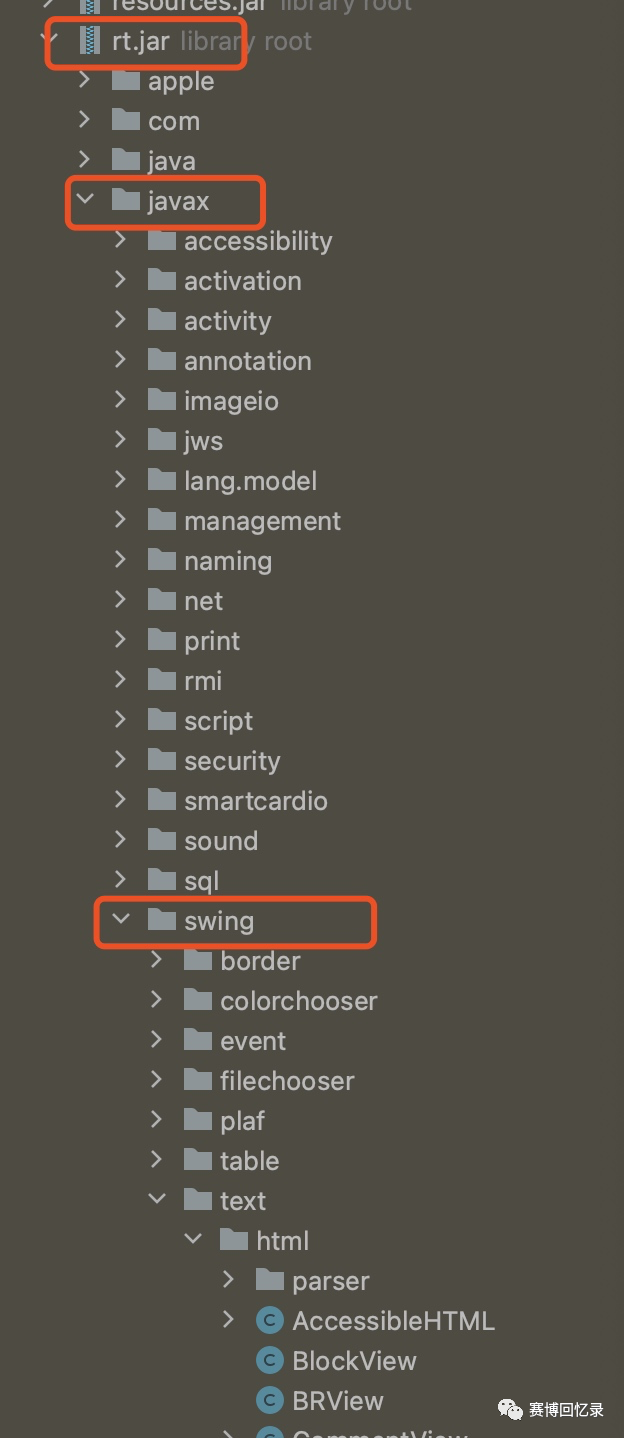 resources.jar library root
rt.jar library root
apple
com
java
javax
accessibility
activation
activity
annotation
imageio
jws
lang.model
management
naming
net
print
rmi
script
security
smartcardio
sound
sql
swing
border
colorchooser
event
filechooser
plaf
table
text
html
parser
C AccessibleHTML
C BlockView
C BRView
C CommentView
赛博回忆录